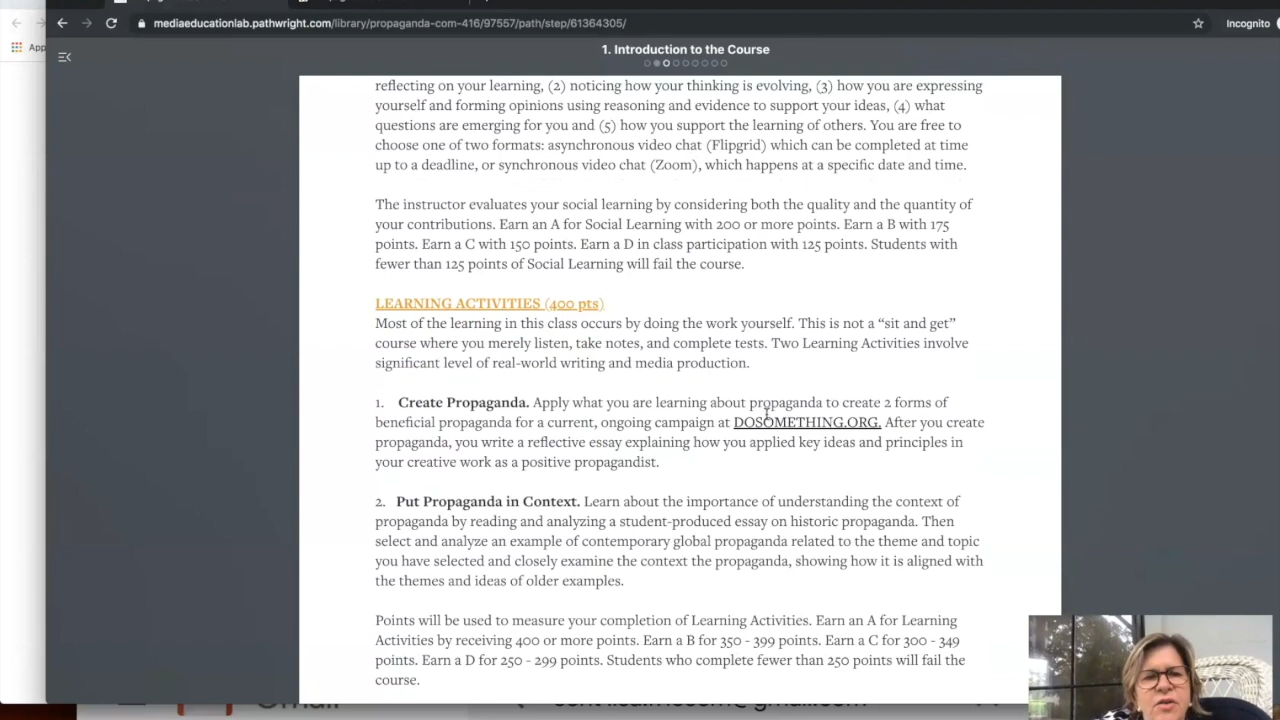 mediaeducationlab.pathwright.com/library/propaganda-com-416/97557/path/step/61364305/
Incognito
App
1. Introduction to the Course
reflecting on your learning, (2) noticing how your thinking is evolving, (3) how you are expressing
yourself and forming opinions using reasoning and evidence to support your ideas, (4) what
questions are emerging for you and (5) how you support the learning of others. You are free to
choose one of two formats: asynchronous video chat (Flipgrid) which can be completed at time
up to a deadline, or synchronous video chat (Zoom), which happens at a specific date and time.
The instructor evaluates your social learning by considering both the quality and the quantity of
your contributions. Earn an A for Social Learning with 200 or more points. Earn a B with 175
points. Earn a C with 150 points. Earn a D in class participation with 125 points. Students with
fewer than 125 points of Social Learning will fail the course.
LEARNING ACTIVITIES (400 pts)
Most of the learning in this class occurs by doing the work yourself. This is not a “sit and get”
course where you merely listen, take notes, and complete tests. Two Learning Activities involve
significant level of real-world writing and media production.
1. Create Propaganda. Apply what you are learning about propaganda to create 2 forms of
beneficial propaganda for a current, ongoing campaign at DOSOMETHING.ORG. After you create
propaganda, you write a reflective essay explaining how you applied key ideas and principles in
your creative work as a positive propagandist.
2. Put Propaganda in Context. Learn about the importance of understanding the context of
propaganda by reading and analyzing a student-produced essay on historic propaganda. Then
select and analyze an example of contemporary global propaganda related to the theme and topic
you have selected and closely examine the context the propaganda, showing how it is aligned with
the themes and ideas of older examples.
Points will be used to measure your completion of Learning Activities. Earn an A for Learning
Activities by receiving 400 or more points. Earn a B for 350 - 399 points. Earn a C for 300 - 349
points. Earn a D for 250 - 299 points. Students who complete fewer than 250 points will fail the
course.
Gmail